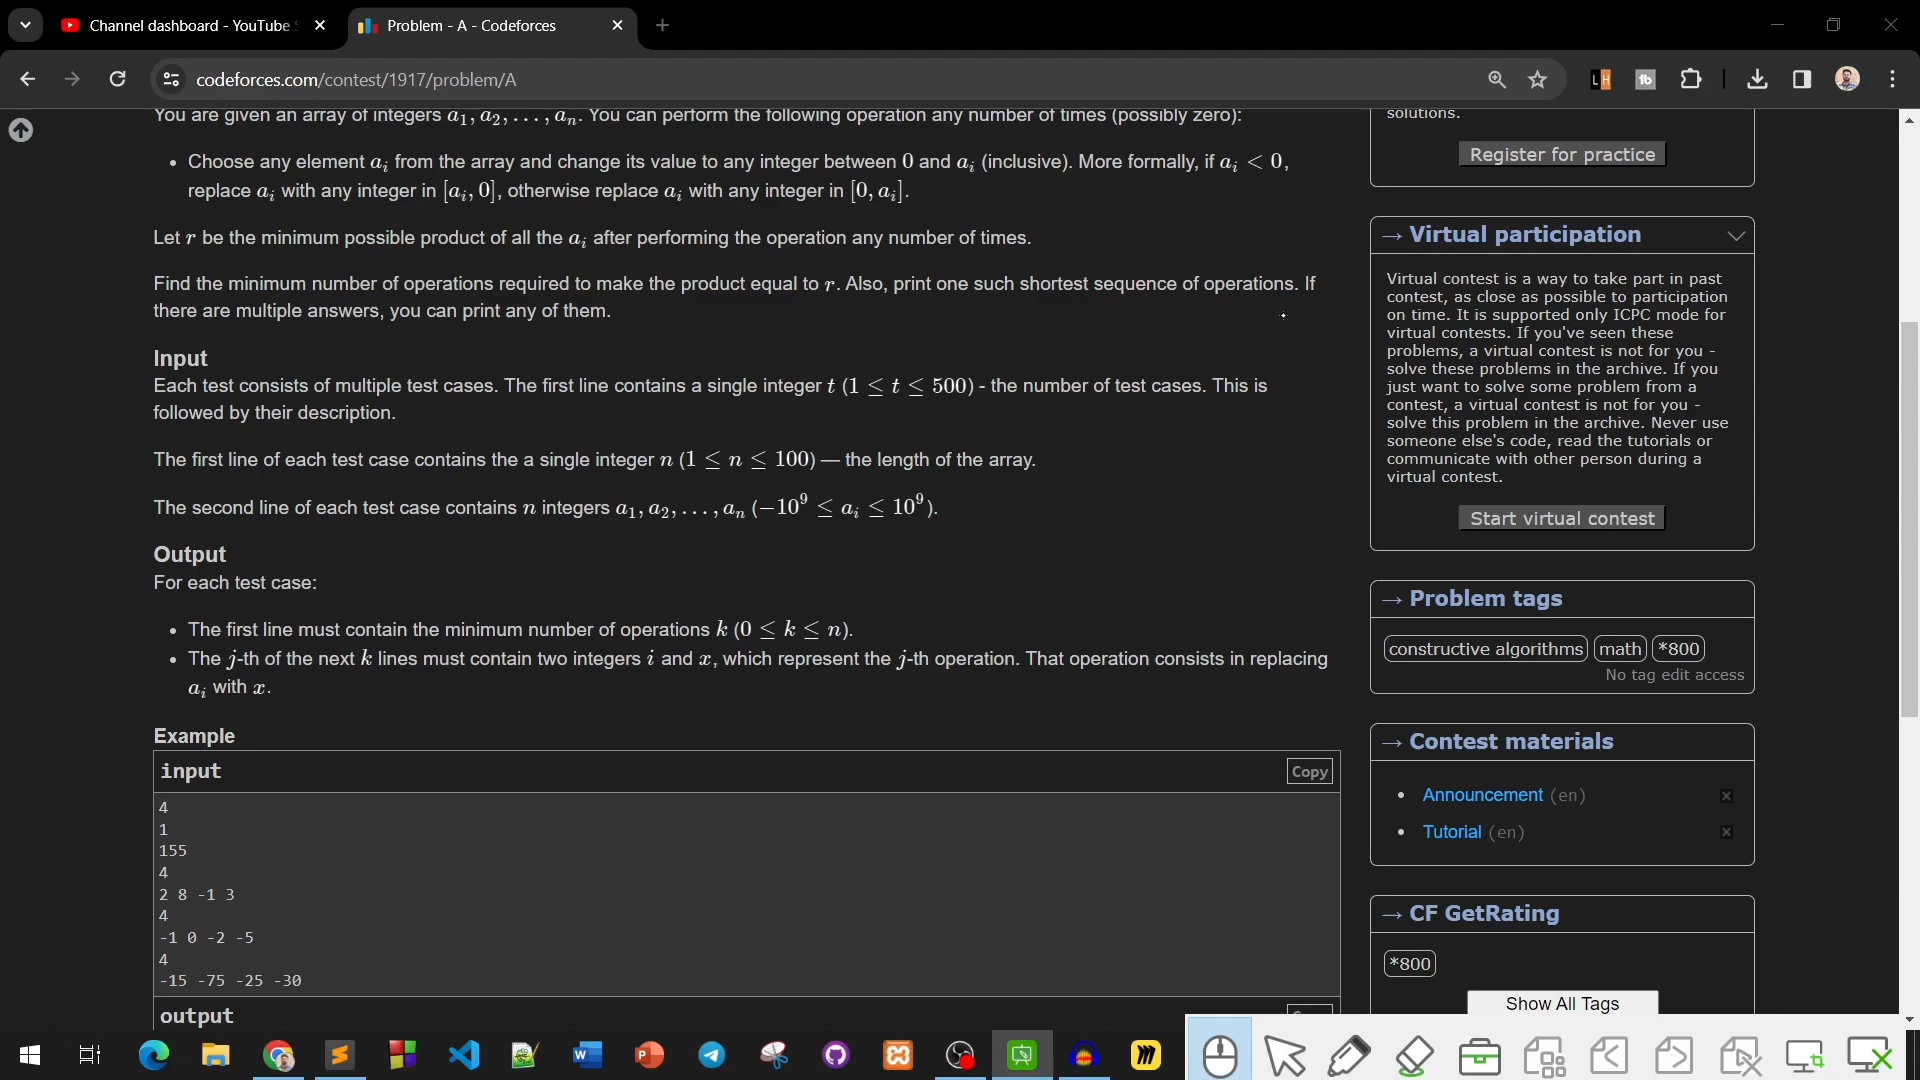 Channel dashboard - YouTube S
Problem - A - Codeforces
codeforces.com/contest/1917/problem/A
You are given an array of integers a1, a2, ..., an. You can perform the following operation any number of times (possibly zero):
• Choose any element ai from the array and change its value to any integer between 0 and ai (inclusive). More formally, if ai < 0,
replace ai with any integer in [ai, 0], otherwise replace ai with any integer in [0, ai].
Let r be the minimum possible product of all the ai after performing the operation any number of times.
Find the minimum number of operations required to make the product equal to r. Also, print one such shortest sequence of operations. If
there are multiple answers, you can print any of them.
Input
Each test consists of multiple test cases. The first line contains a single integer t (1 ≤ t ≤ 500) - the number of test cases. This is
followed by their description.
The first line of each test case contains the a single integer n (1 ≤ n ≤ 100) — the length of the array.
The second line of each test case contains n integers a1, a2, ..., an (−10^9 ≤ ai ≤ 10^9).
Output
For each test case:
• The first line must contain the minimum number of operations k (0 ≤ k ≤ n).
• The j-th of the next k lines must contain two integers i and x, which represent the j-th operation. That operation consists in replacing
ai with x.
Example
input
Copy
4
1
155
4
2 8 -1 3
4
-1 0 -2 -5
4
-15 -75 -25 -30
output
solutions.
Register for practice
→ Virtual participation
Virtual contest is a way to take part in past
contest, as close as possible to participation
on time. It is supported only ICPC mode for
virtual contests. If you've seen these
problems, a virtual contest is not for you -
solve these problems in the archive. If you
just want to solve some problem from a
contest, a virtual contest is not for you -
solve this problem in the archive. Never use
someone else's code, read the tutorials or
communicate with other person during a
virtual contest.
Start virtual contest
→ Problem tags
constructive algorithms math *800
No tag edit access
→ Contest materials
• Announcement (en)
• Tutorial (en)
→ CF GetRating
*800
Show All Tags